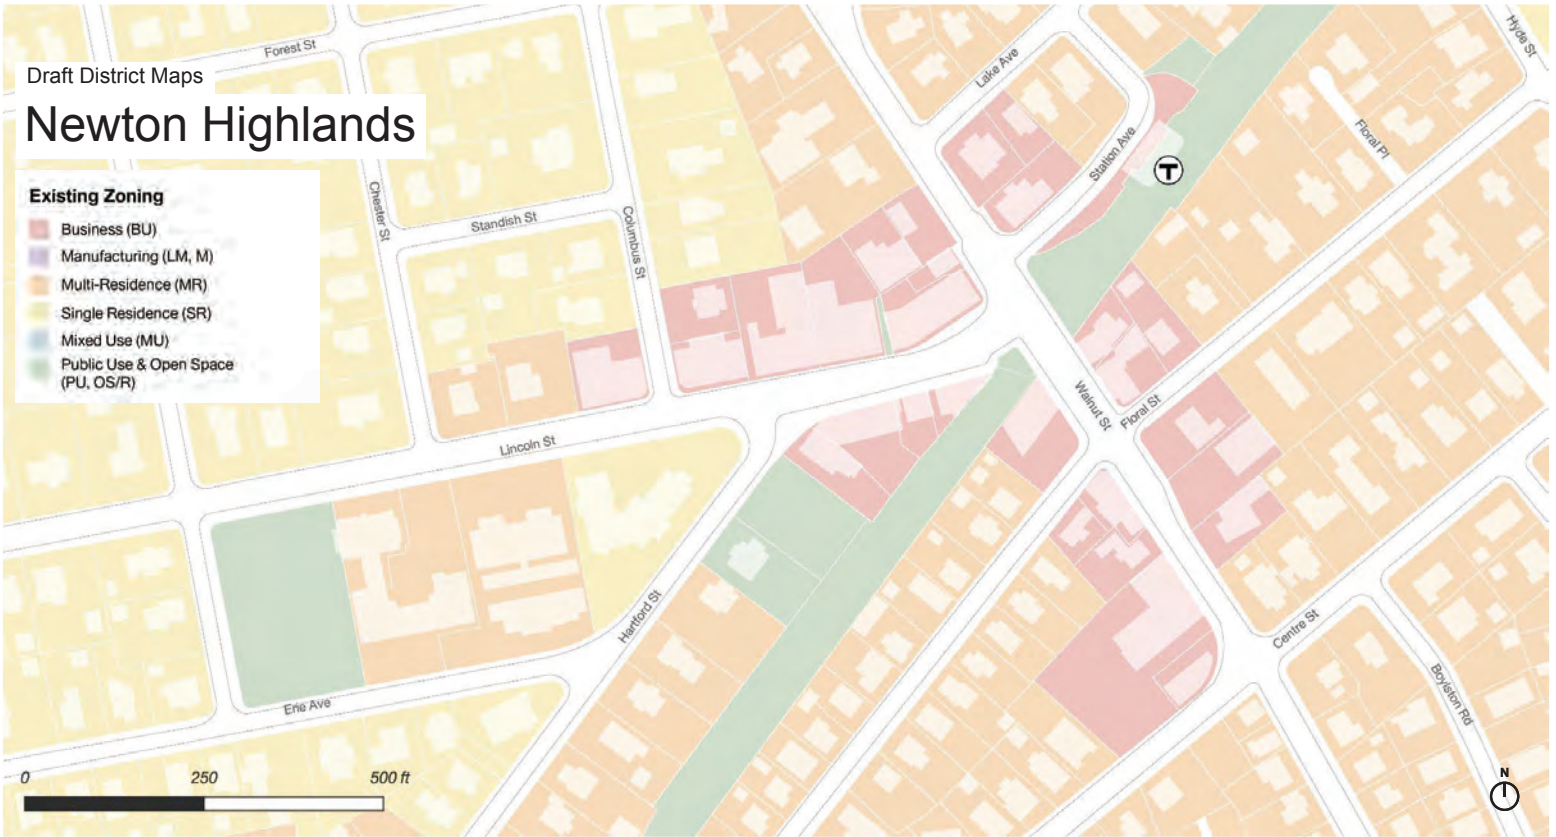 Draft District Maps
Newton Highlands
Existing Zoning
Business (BU)
Manufacturing (LM, M)
Multi-Residence (MR)
Single Residence (SR)
Mixed Use (MU)
Public Use & Open Space
(PU, OS/R)
Forest St
Chester St
Standish St
Columbus St
Lincoln St
Erie Ave
Hartford St
Lake Ave
Station Ave
T
Hyde St
Floral Pl
Walnut St
Floral St
Centre St
Boylston Rd
0 250 500 ft
N